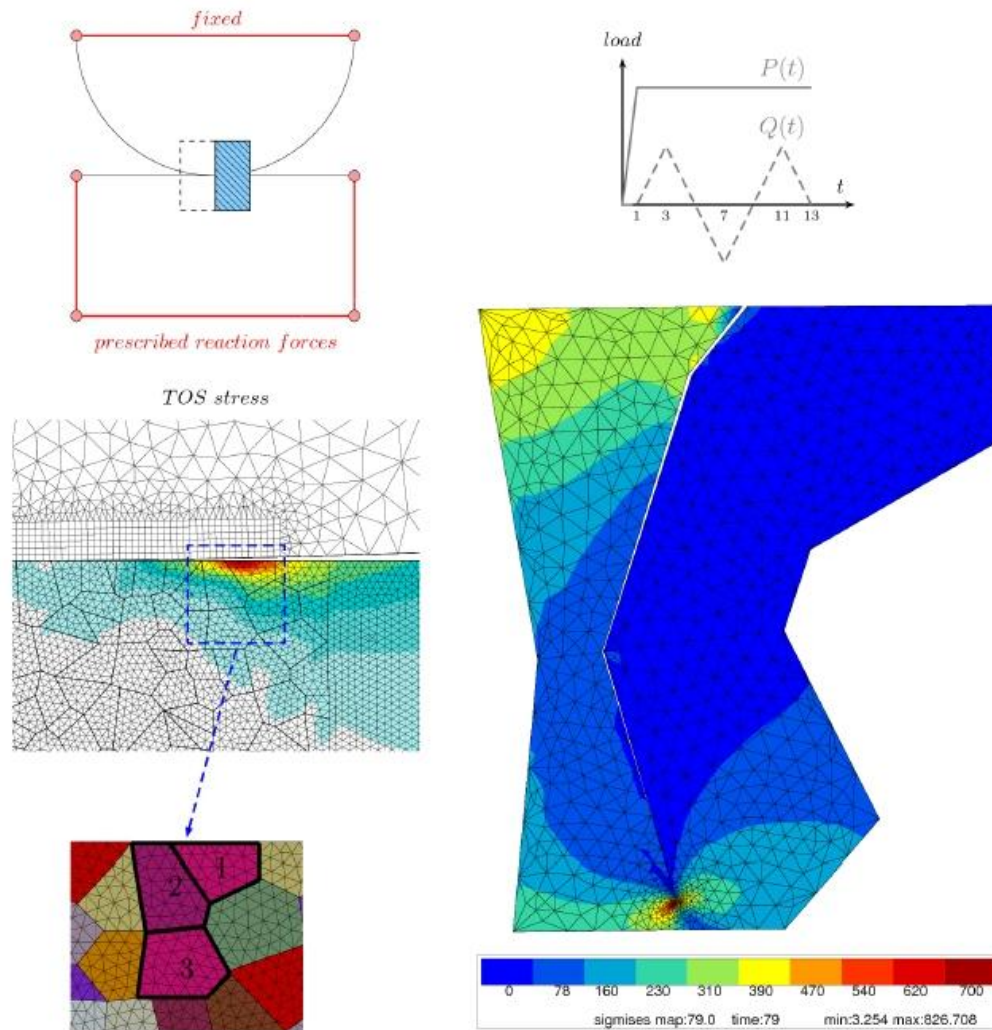 fixed
prescribed reaction forces
load
P(t)
Q(t)
t
1 3 7 11 13
TOS stress
1
2
3
0 78 160 230 310 390 470 540 620 700
sigmises map:79.0 time:79 min:3.254 max:826.708